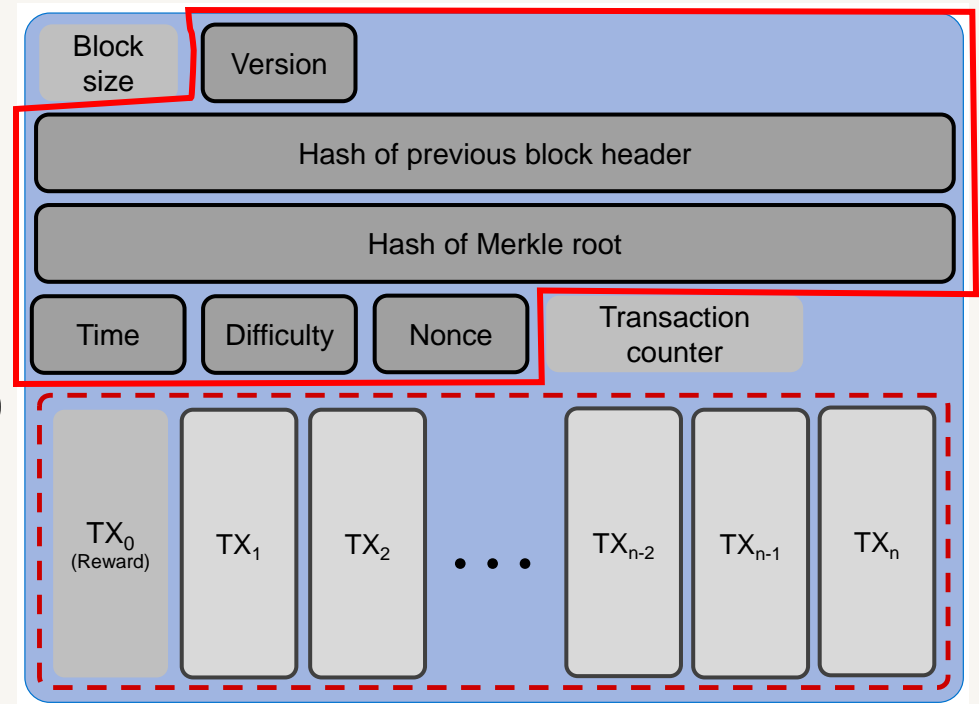 Block
size
Version
Hash of previous block header
Hash of Merkle root
Time
Difficulty
Nonce
Transaction
counter
)
TX₀
(Reward)
TX₁
TX₂
. . .
TXₙ₋₂
TXₙ₋₁
TXₙ